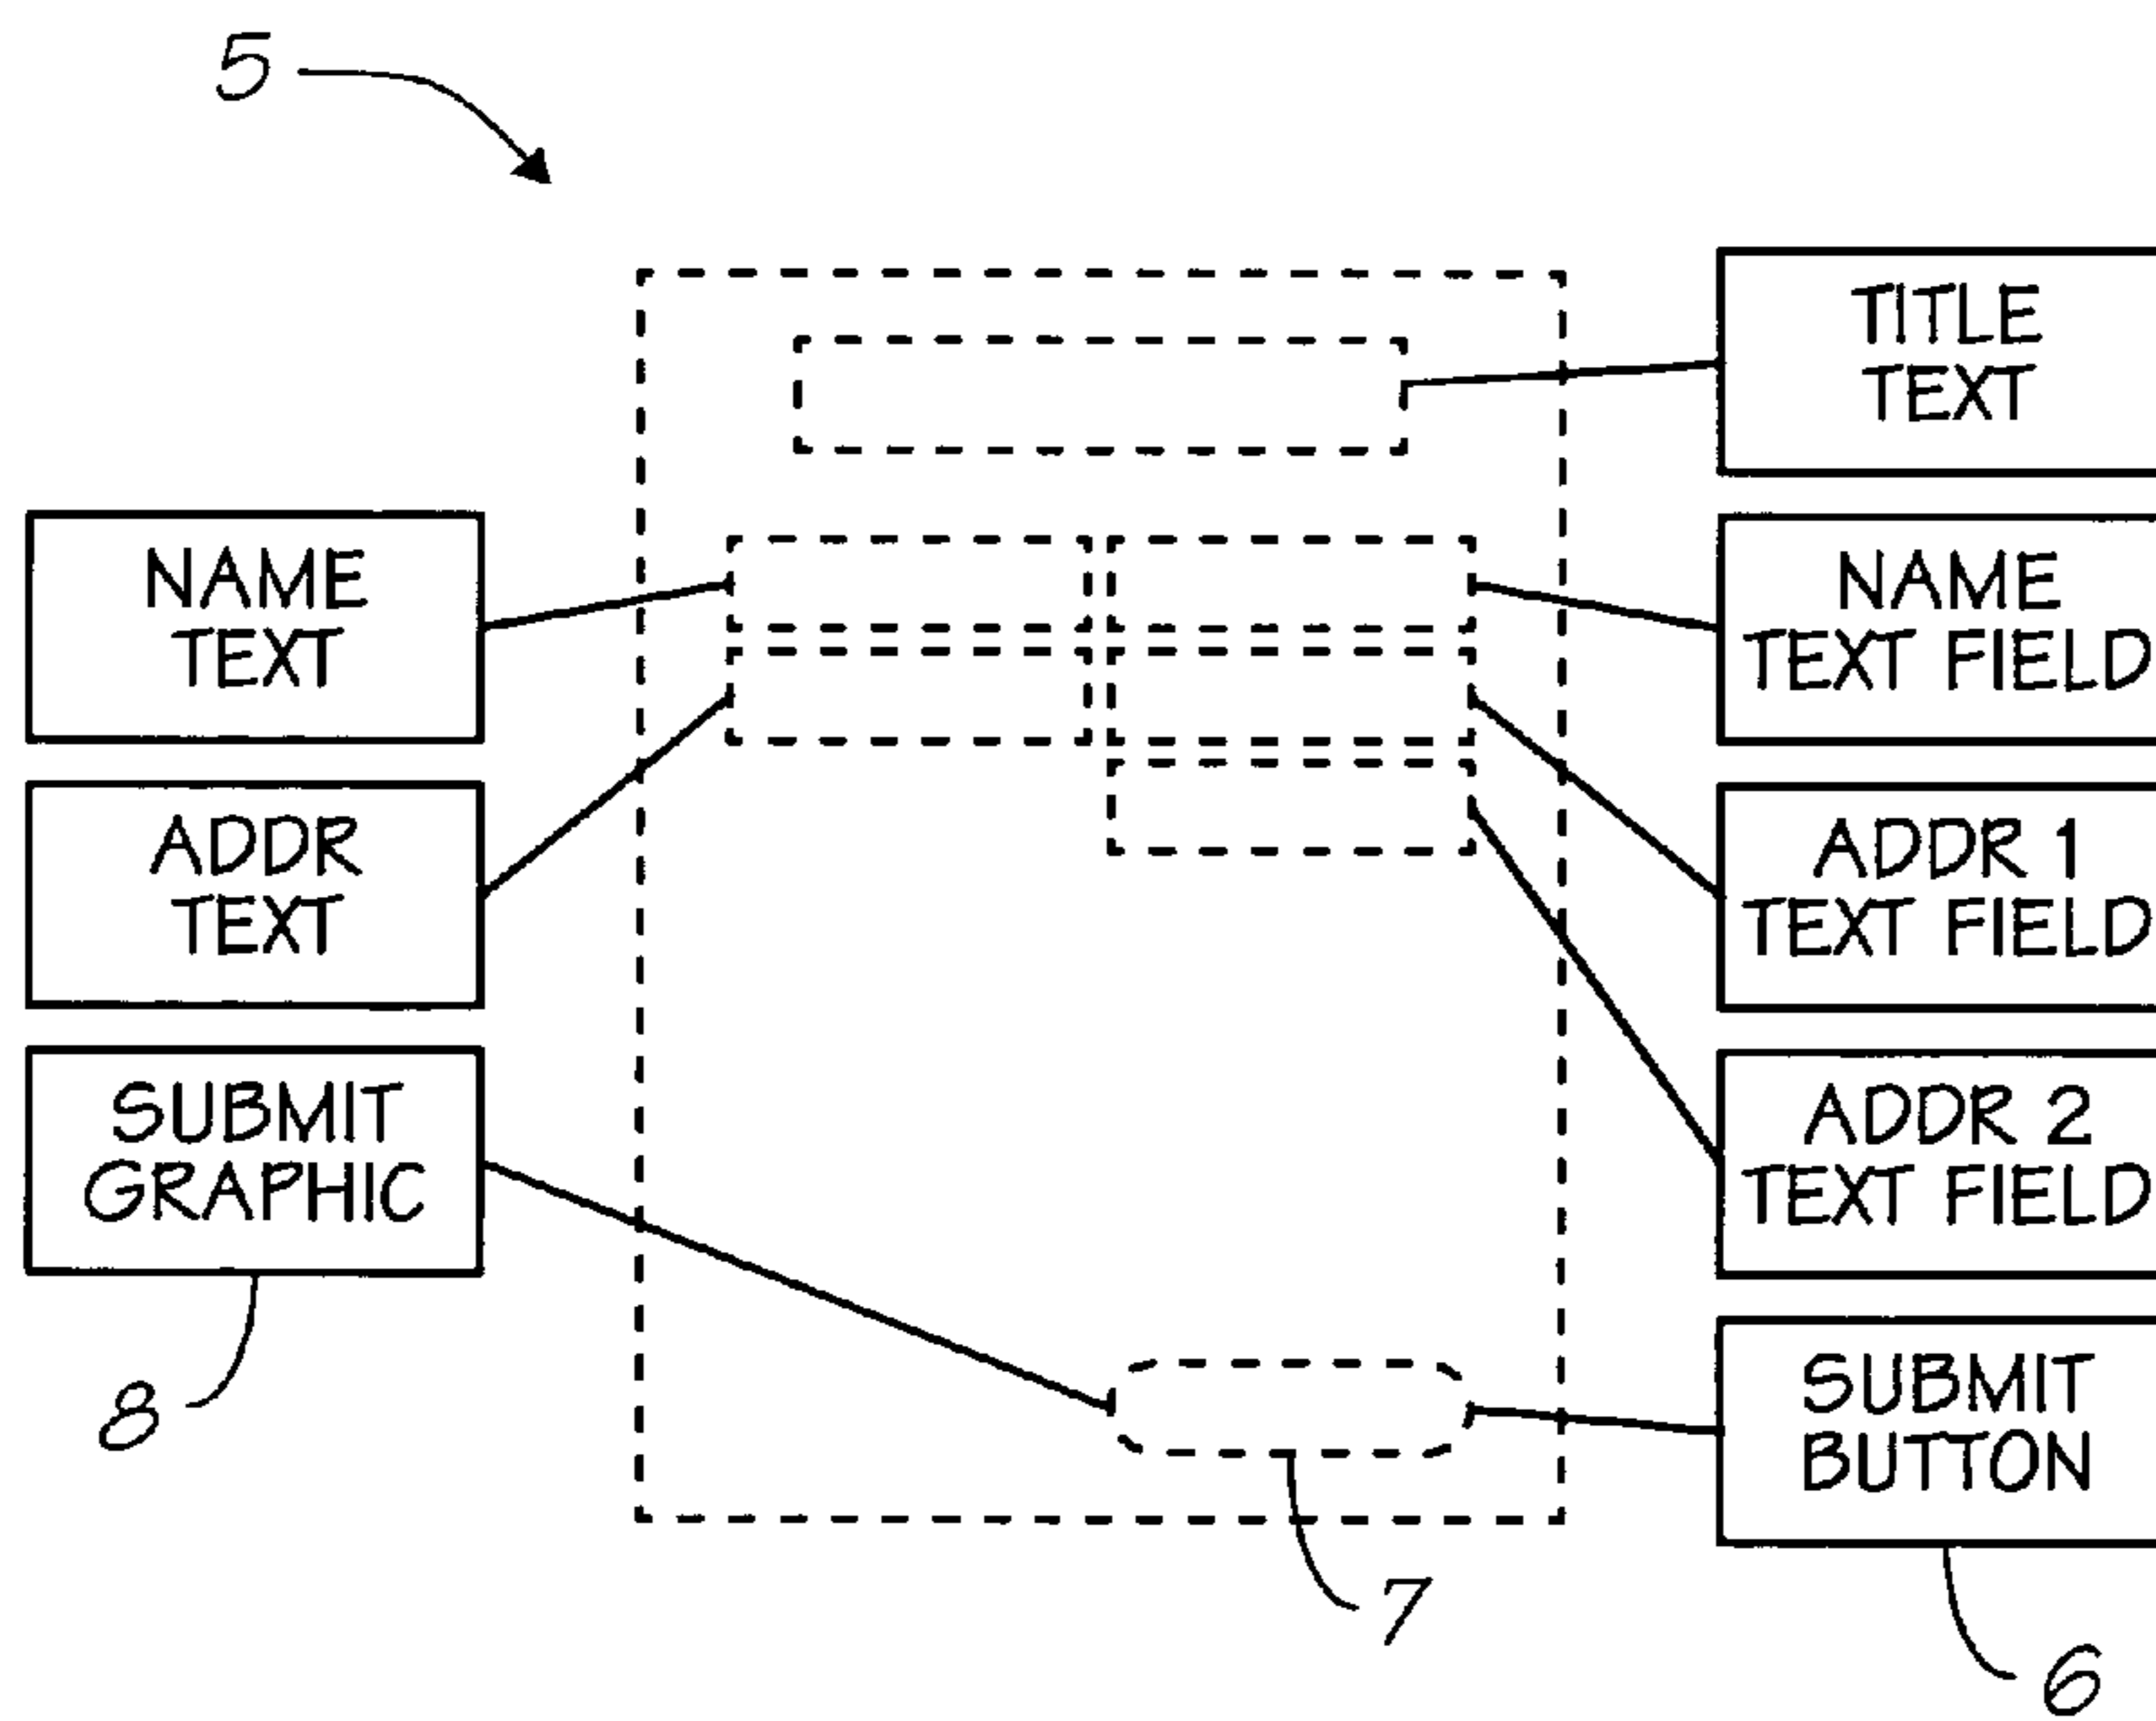 5
TITLE
TEXT
NAME
TEXT
NAME
TEXT FIELD
ADDR
TEXT
ADDR 1
TEXT FIELD
SUBMIT
GRAPHIC
ADDR 2
TEXT FIELD
8
SUBMIT
BUTTON
7
6